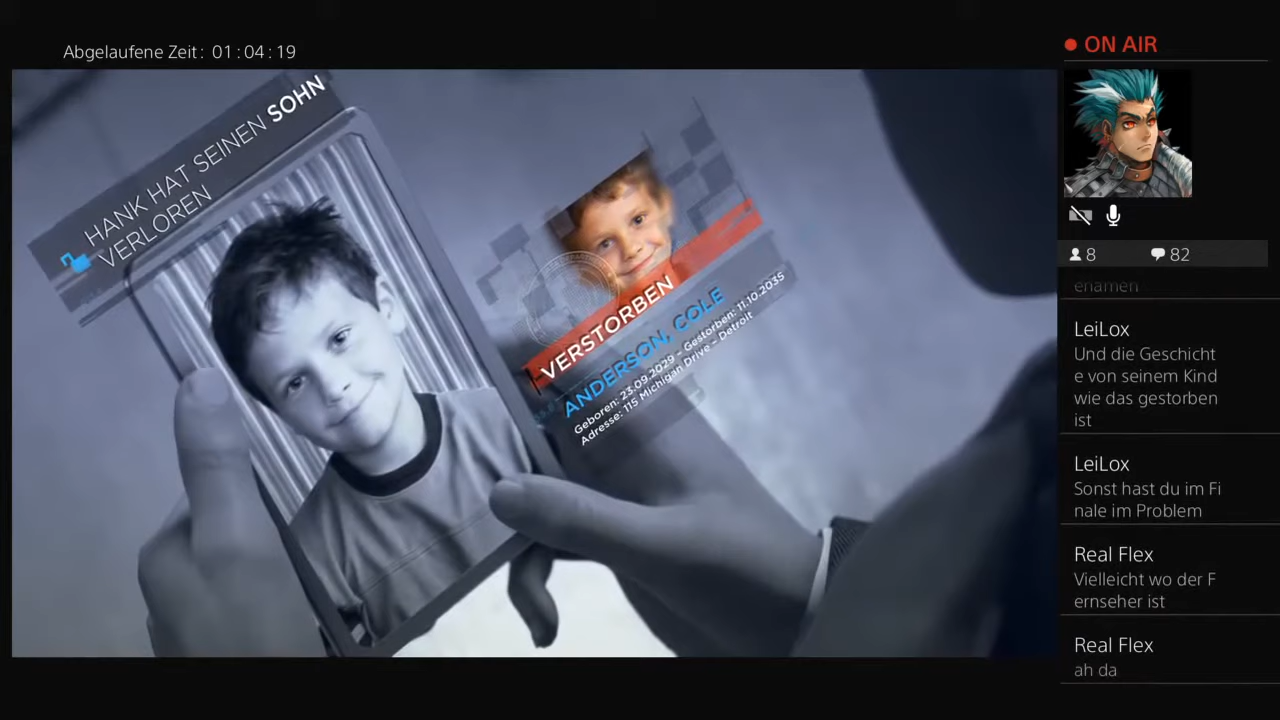 Abgelaufene Zeit: 01:04:19
HANK HAT SEINEN SOHN
VERLOREN
VERSTORBEN
ANDERSON, COLE
Geboren: 23.09.2029 – Gestorben: 11.10.2035
Adresse: 115 Michigan Drive – Detroit
ON AIR
8 82
enamen
LeiLox
Und die Geschicht
e von seinem Kind
wie das gestorben
ist
LeiLox
Sonst hast du im Fi
nale im Problem
Real Flex
Vielleicht wo der F
ernseher ist
Real Flex
ah da